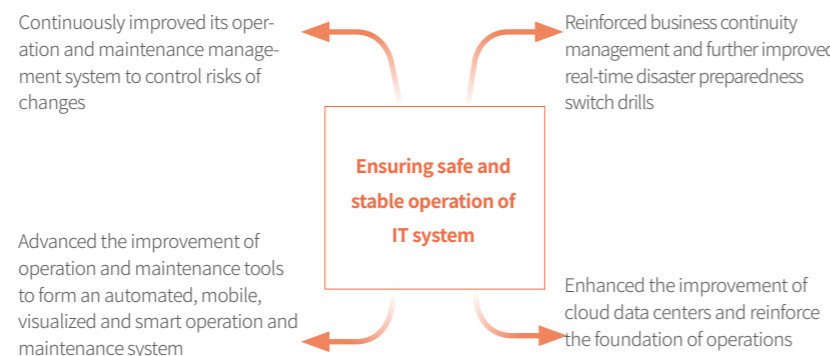 Continuously improved its oper-
ation and maintenance manage-
ment system to control risks of
changes
Reinforced business continuity
management and further improved
real-time disaster preparedness
switch drills
Ensuring safe and
stable operation of
IT system
Advanced the improvement of
operation and maintenance tools
to form an automated, mobile,
visualized and smart operation and
maintenance system
Enhanced the improvement of
cloud data centers and reinforce
the foundation of operations